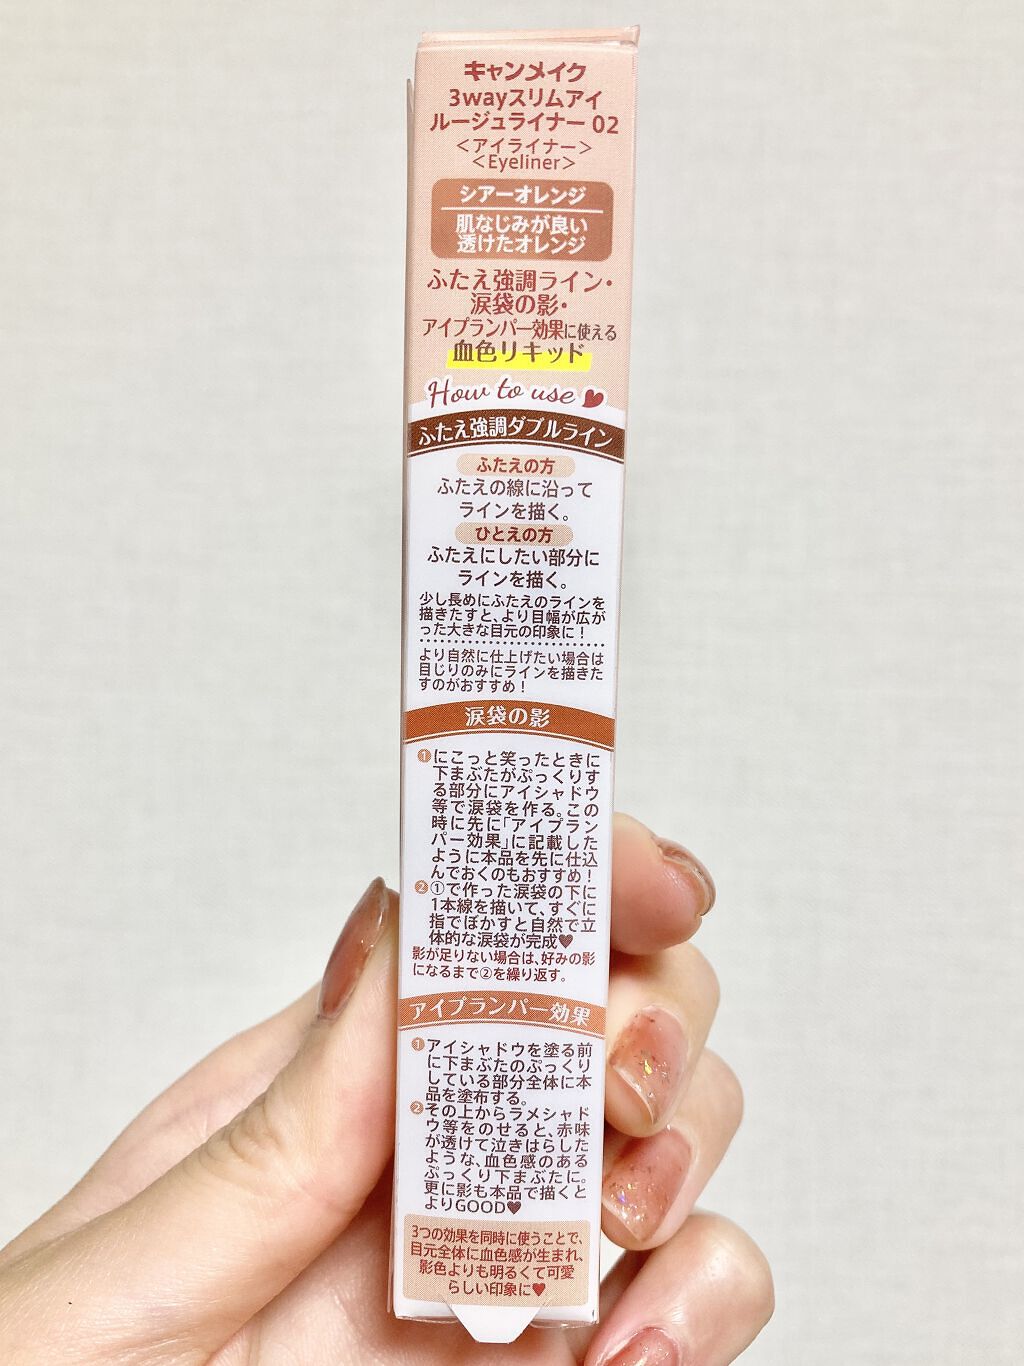 キャンメイク
3wayスリムアイ
ルージュライナー 02
＜アイライナー＞
＜Eyeliner＞
シアーオレンジ
肌なじみが良い
透けたオレンジ
ふたえ強調ライン・
涙袋の影・
アイプランパー効果に使える
血色リキッド
How to use ♥
ふたえ強調ダブルライン
ふたえの方
ふたえの線に沿って
ラインを描く。
ひとえの方
ふたえにしたい部分に
ラインを描く。
少し長めにふたえのラインを
描きたすと、より目幅が広が
った大きな目元の印象に！
より自然に仕上げたい場合は
目じりのみにラインを描きた
すのがおすすめ！
涙袋の影
①にこっと笑ったときに
下まぶたがぷっくりす
る部分にアイシャドウ
等で涙袋を作る。この
時に先に「アイプラン
パー効果」に記載した
ように本品を先に仕込
んでおくのもおすすめ！
②①で作った涙袋の下に
1本線を描いて、すぐに
指でぼかすと自然で立
体的な涙袋が完成♥
影が足りない場合は、好みの影
になるまで②を繰り返す。
アイプランパー効果
①アイシャドウを塗る前
に下まぶたのぷっくり
している部分全体に本
品を塗布する。
②その上からラメシャド
ウ等をのせると、赤味
が透けて泣きはらした
ような、血色感のある
ぷっくり下まぶたに。
更に影も本品で描くと
よりGOOD♥
3つの効果を同時に使うことで、
目元全体に血色感が生まれ、
影色よりも明るくて可愛
らしい印象に♥